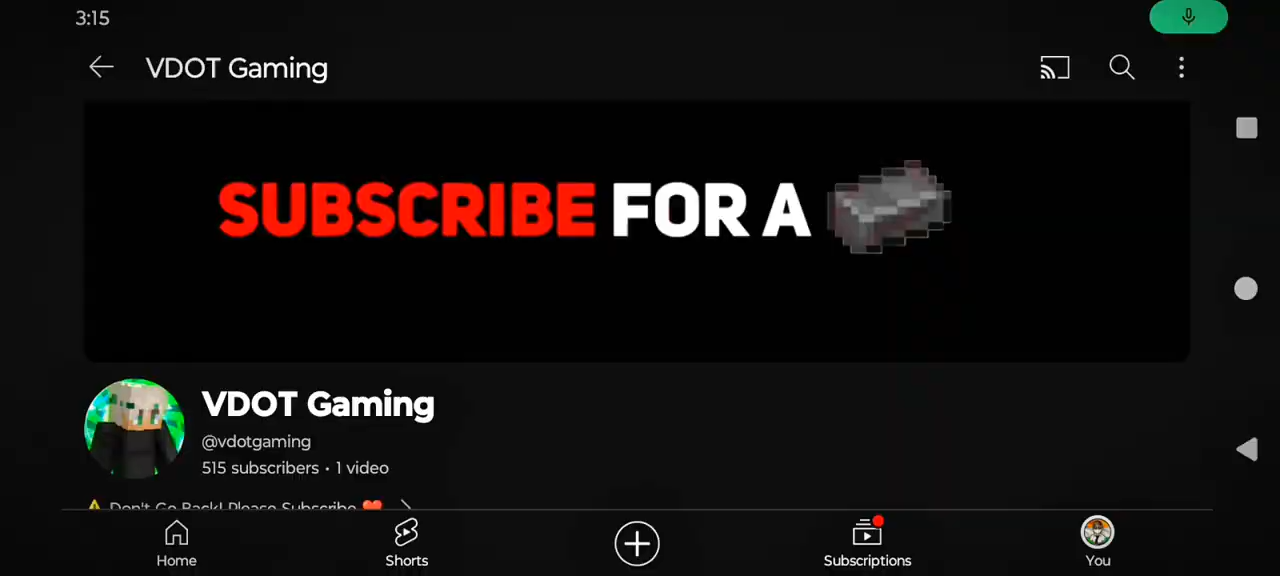 3:15
VDOT Gaming
SUBSCRIBE FOR A
VDOT Gaming
@vdotgaming
515 subscribers • 1 video
⚠️ Don't Go Back! Please Subscribe ❤️
Home
Shorts
Subscriptions
You